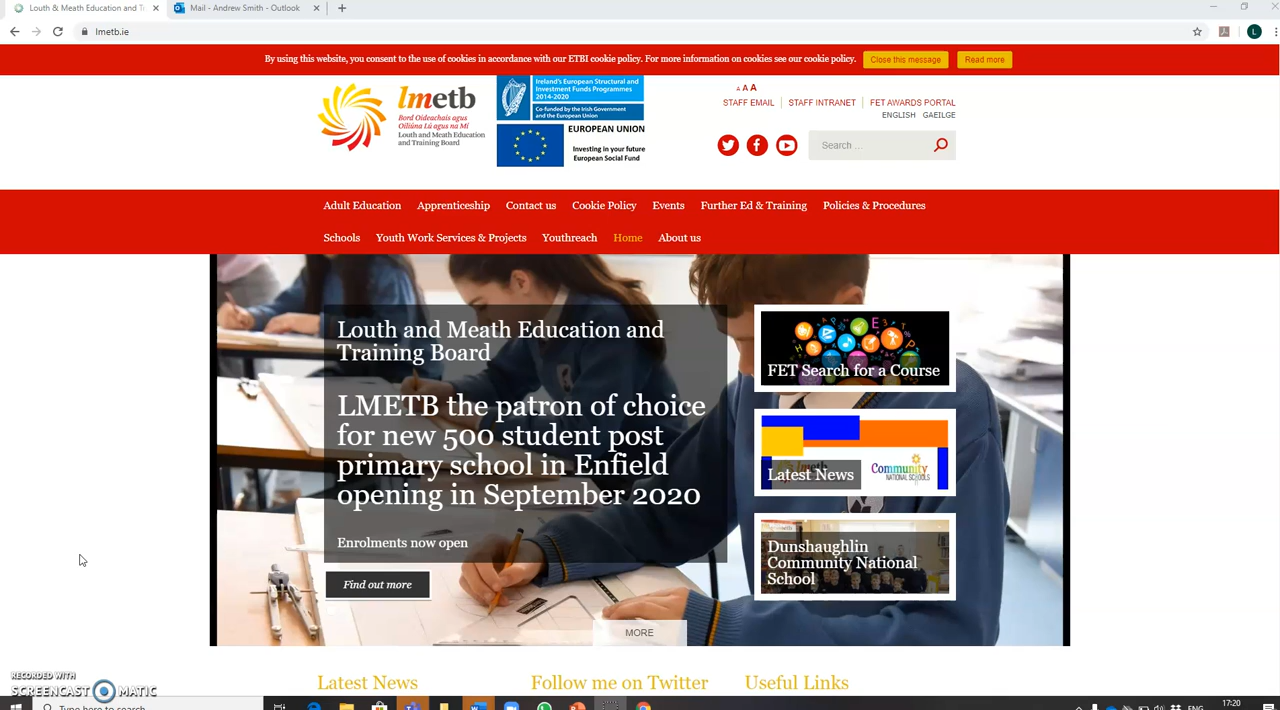 Louth & Meath Education and Tr
Mail - Andrew Smith - Outlook
lmetb.ie
L
By using this website, you consent to the use of cookies in accordance with our ETBI cookie policy. For more information on cookies see our cookie policy.
Close this message
Read more
lmetb
Bord Oideachais agus
Oiliúna Lú agus na Mí
Louth and Meath Education
and Training Board
Ireland's European Structural and
Investment Funds Programmes
2014-2020
Co-funded by the Irish Government
and the European Union
EUROPEAN UNION
Investing in your future
European Social Fund
A A A
STAFF EMAIL
STAFF INTRANET
FET AWARDS PORTAL
ENGLISH GAEILGE
Search ...
Adult Education
Apprenticeship
Contact us
Cookie Policy
Events
Further Ed & Training
Policies & Procedures
Schools
Youth Work Services & Projects
Youthreach
Home
About us
Louth and Meath Education and
Training Board
LMETB the patron of choice
for new 500 student post
primary school in Enfield
opening in September 2020
Enrolments now open
Find out more
FET Search for a Course
Latest News
Community
NATIONAL SCHOOLS
Dunshaughlin
Community National
School
MORE
Latest News
Follow me on Twitter
Useful Links
RECORDED WITH
SCREENCAST MATIC
Type here to search
ENG
17:20